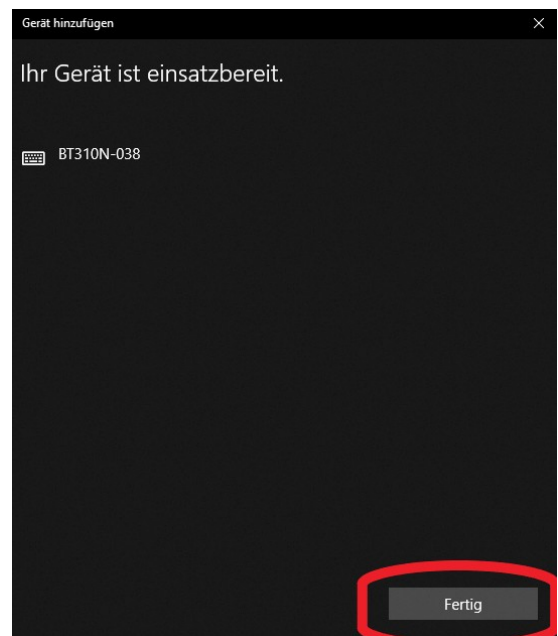 Gerät hinzufügen
Ihr Gerät ist einsatzbereit.
BT310N-038
Fertig